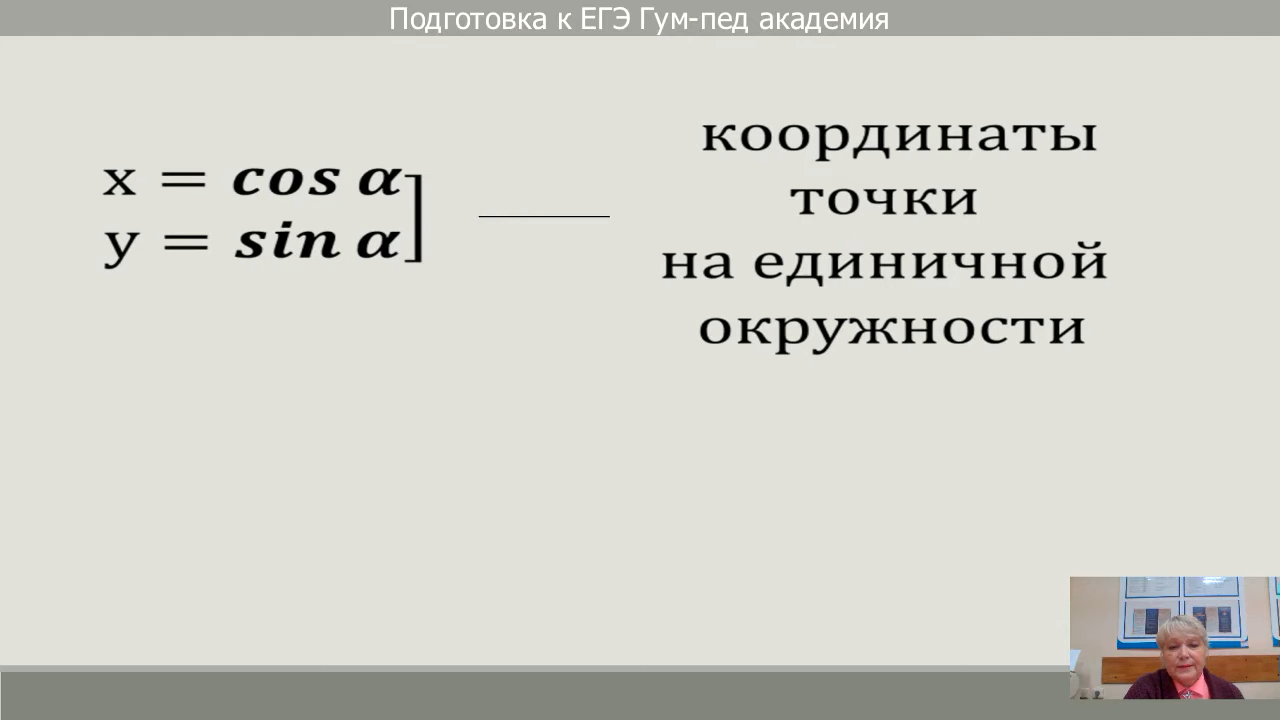 Подготовка к ЕГЭ Гум-пед академия
x = cos α
y = sin α
координаты
точки
на единичной
окружности